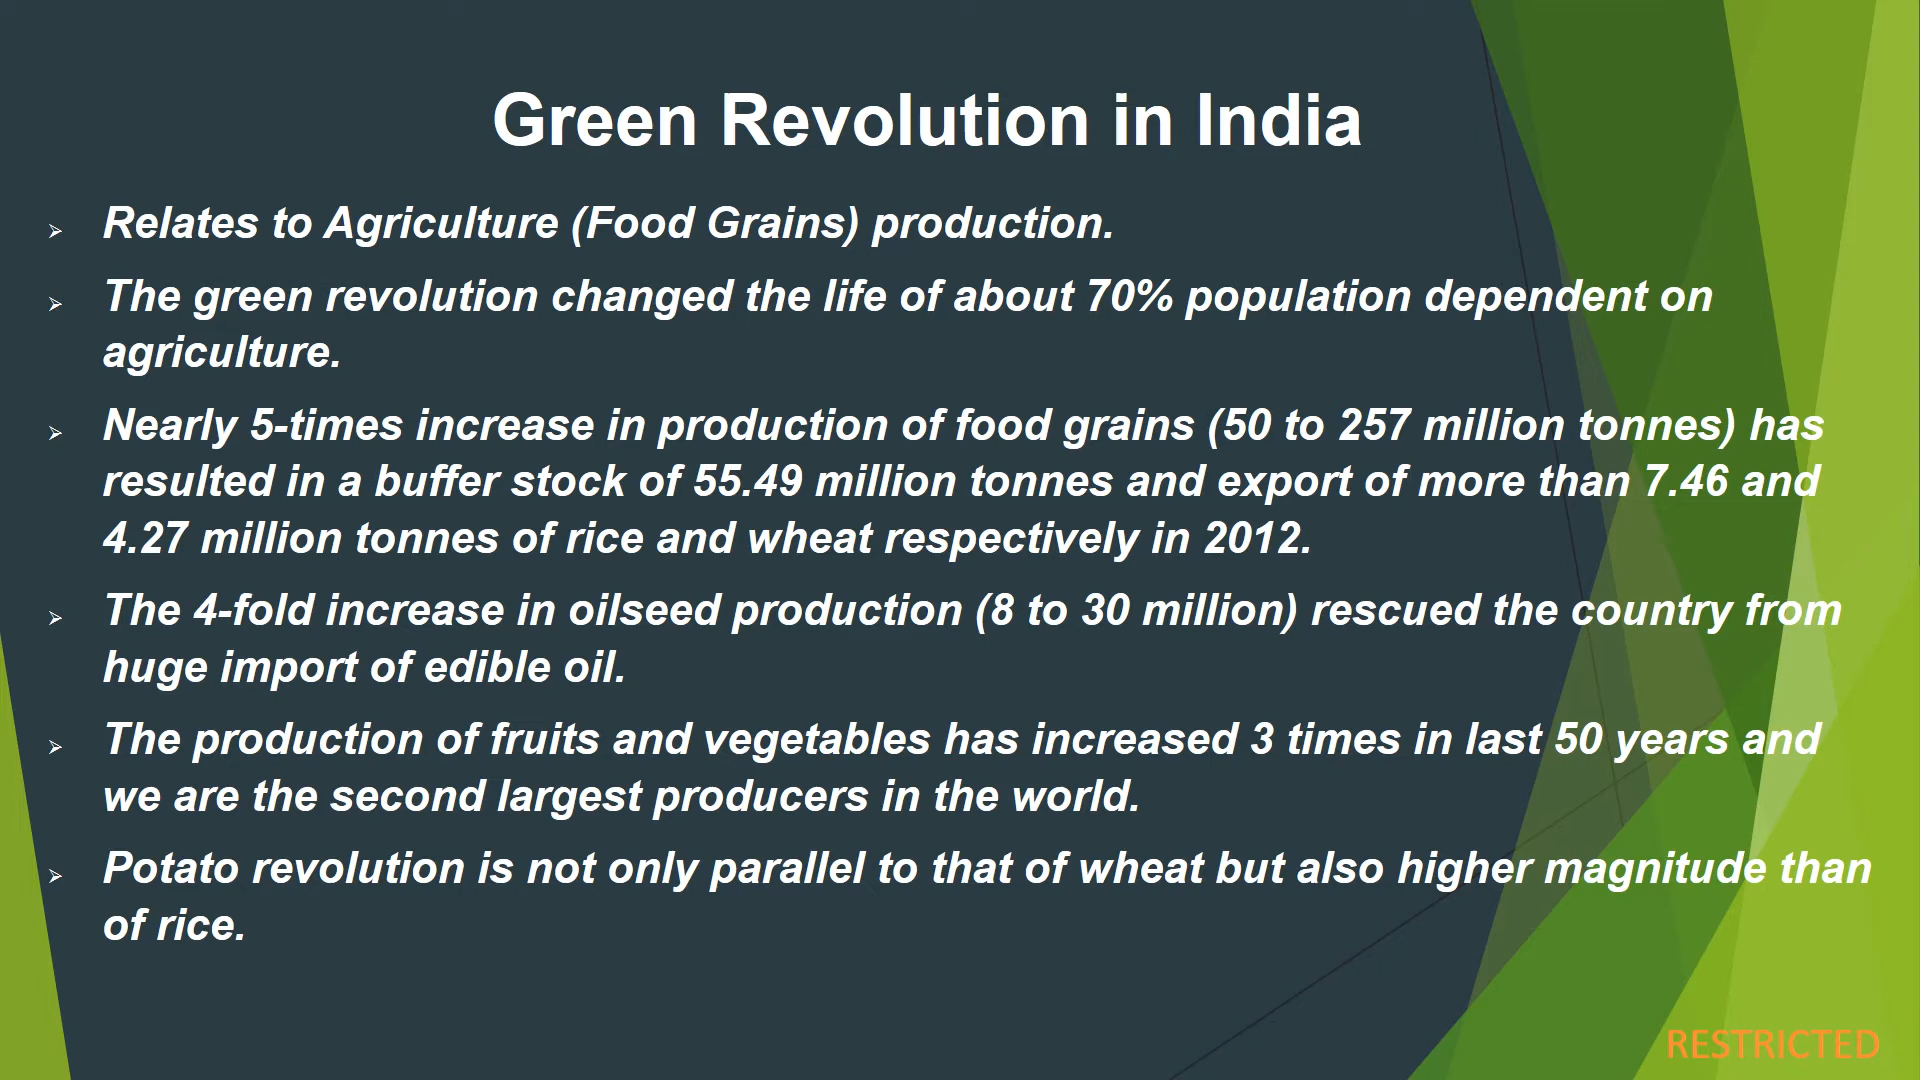 Green Revolution in India
Relates to Agriculture (Food Grains) production.
The green revolution changed the life of about 70% population dependent on
agriculture.
Nearly 5-times increase in production of food grains (50 to 257 million tonnes) has
resulted in a buffer stock of 55.49 million tonnes and export of more than 7.46 and
4.27 million tonnes of rice and wheat respectively in 2012.
The 4-fold increase in oilseed production (8 to 30 million) rescued the country from
huge import of edible oil.
The production of fruits and vegetables has increased 3 times in last 50 years and
we are the second largest producers in the world.
Potato revolution is not only parallel to that of wheat but also higher magnitude than
of rice.
RESTRICTED